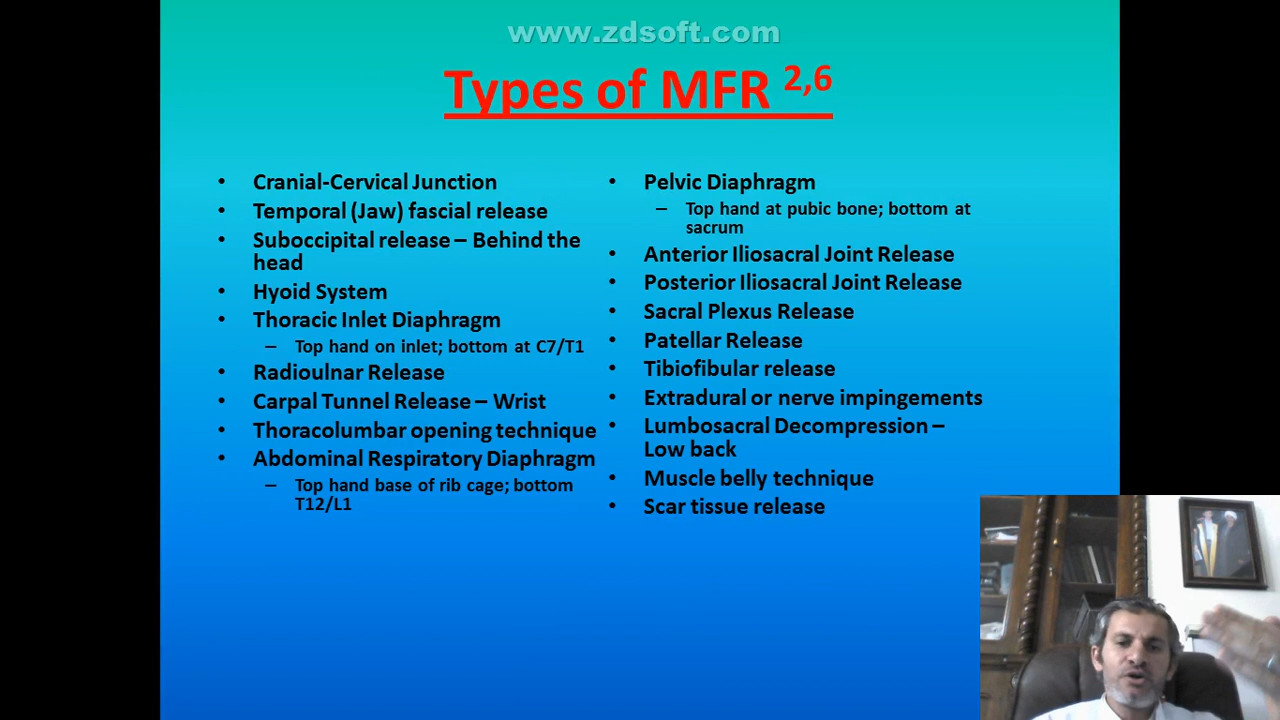 www.zdsoft.com
Types of MFR 2,6
• Cranial-Cervical Junction
• Temporal (Jaw) fascial release
• Suboccipital release – Behind the
head
• Hyoid System
• Thoracic Inlet Diaphragm
– Top hand on inlet; bottom at C7/T1
• Radioulnar Release
• Carpal Tunnel Release – Wrist
• Thoracolumbar opening technique
• Abdominal Respiratory Diaphragm
– Top hand base of rib cage; bottom
T12/L1
• Pelvic Diaphragm
– Top hand at pubic bone; bottom at
sacrum
• Anterior Iliosacral Joint Release
• Posterior Iliosacral Joint Release
• Sacral Plexus Release
• Patellar Release
• Tibiofibular release
• Extradural or nerve impingements
• Lumbosacral Decompression –
Low back
• Muscle belly technique
• Scar tissue release